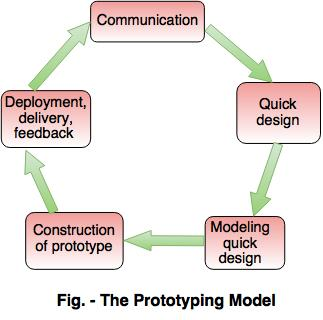 Communication
Quick
design
Modeling
quick
design
Construction
of prototype
Deployment,
delivery,
feedback
Fig. - The Prototyping Model